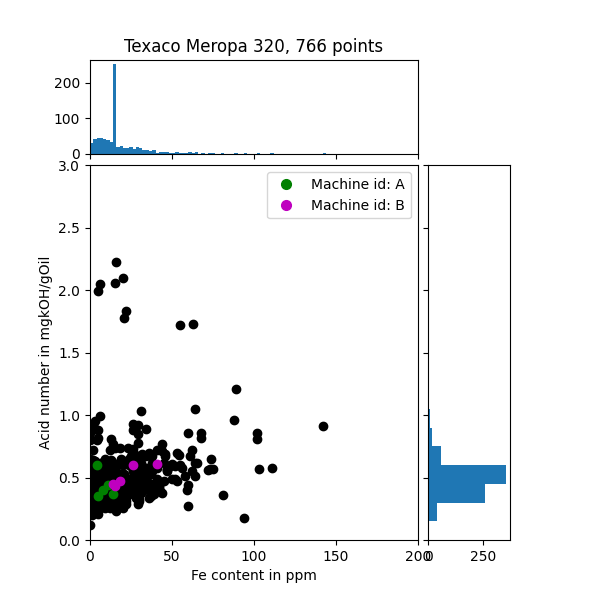 Texaco Meropa 320, 766 points
200
100
0
3.0
2.5
2.0
1.5
1.0
0.5
0.0
Acid number in mgkOH/gOil
Machine id: A
Machine id: B
0 50 100 150 200
0 250
Fe content in ppm